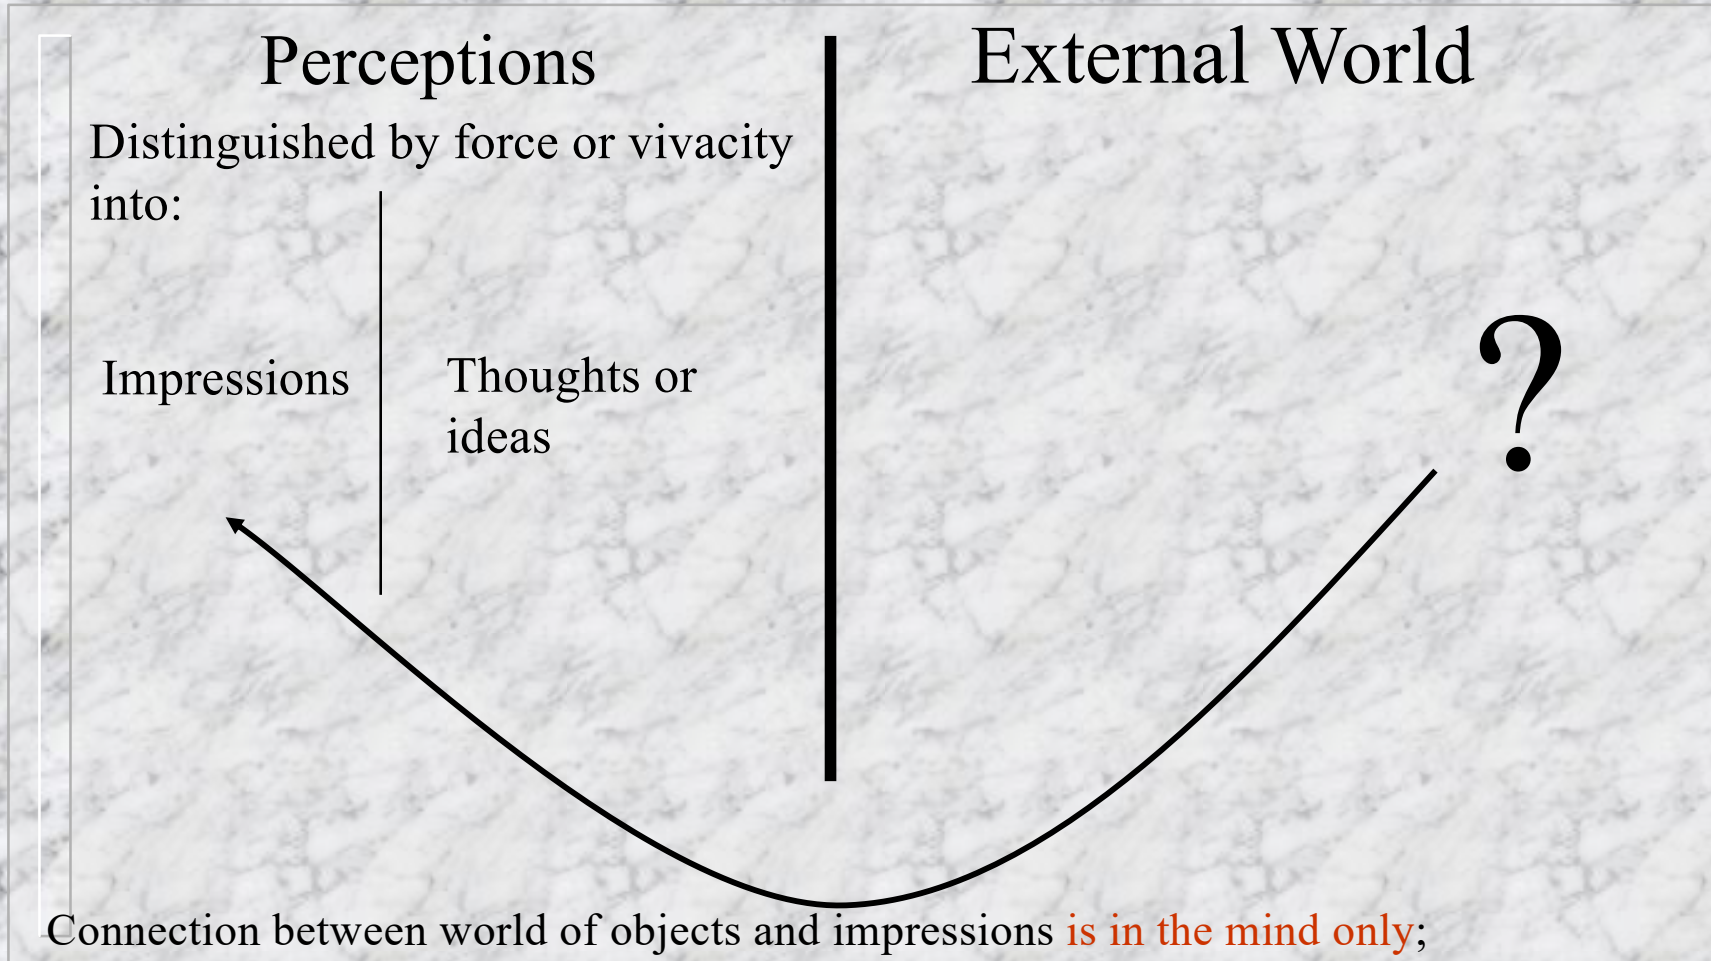 Perceptions
External World
Distinguished by force or vivacity
into:
Impressions
Thoughts or
ideas
?
Connection between world of objects and impressions is in the mind only;